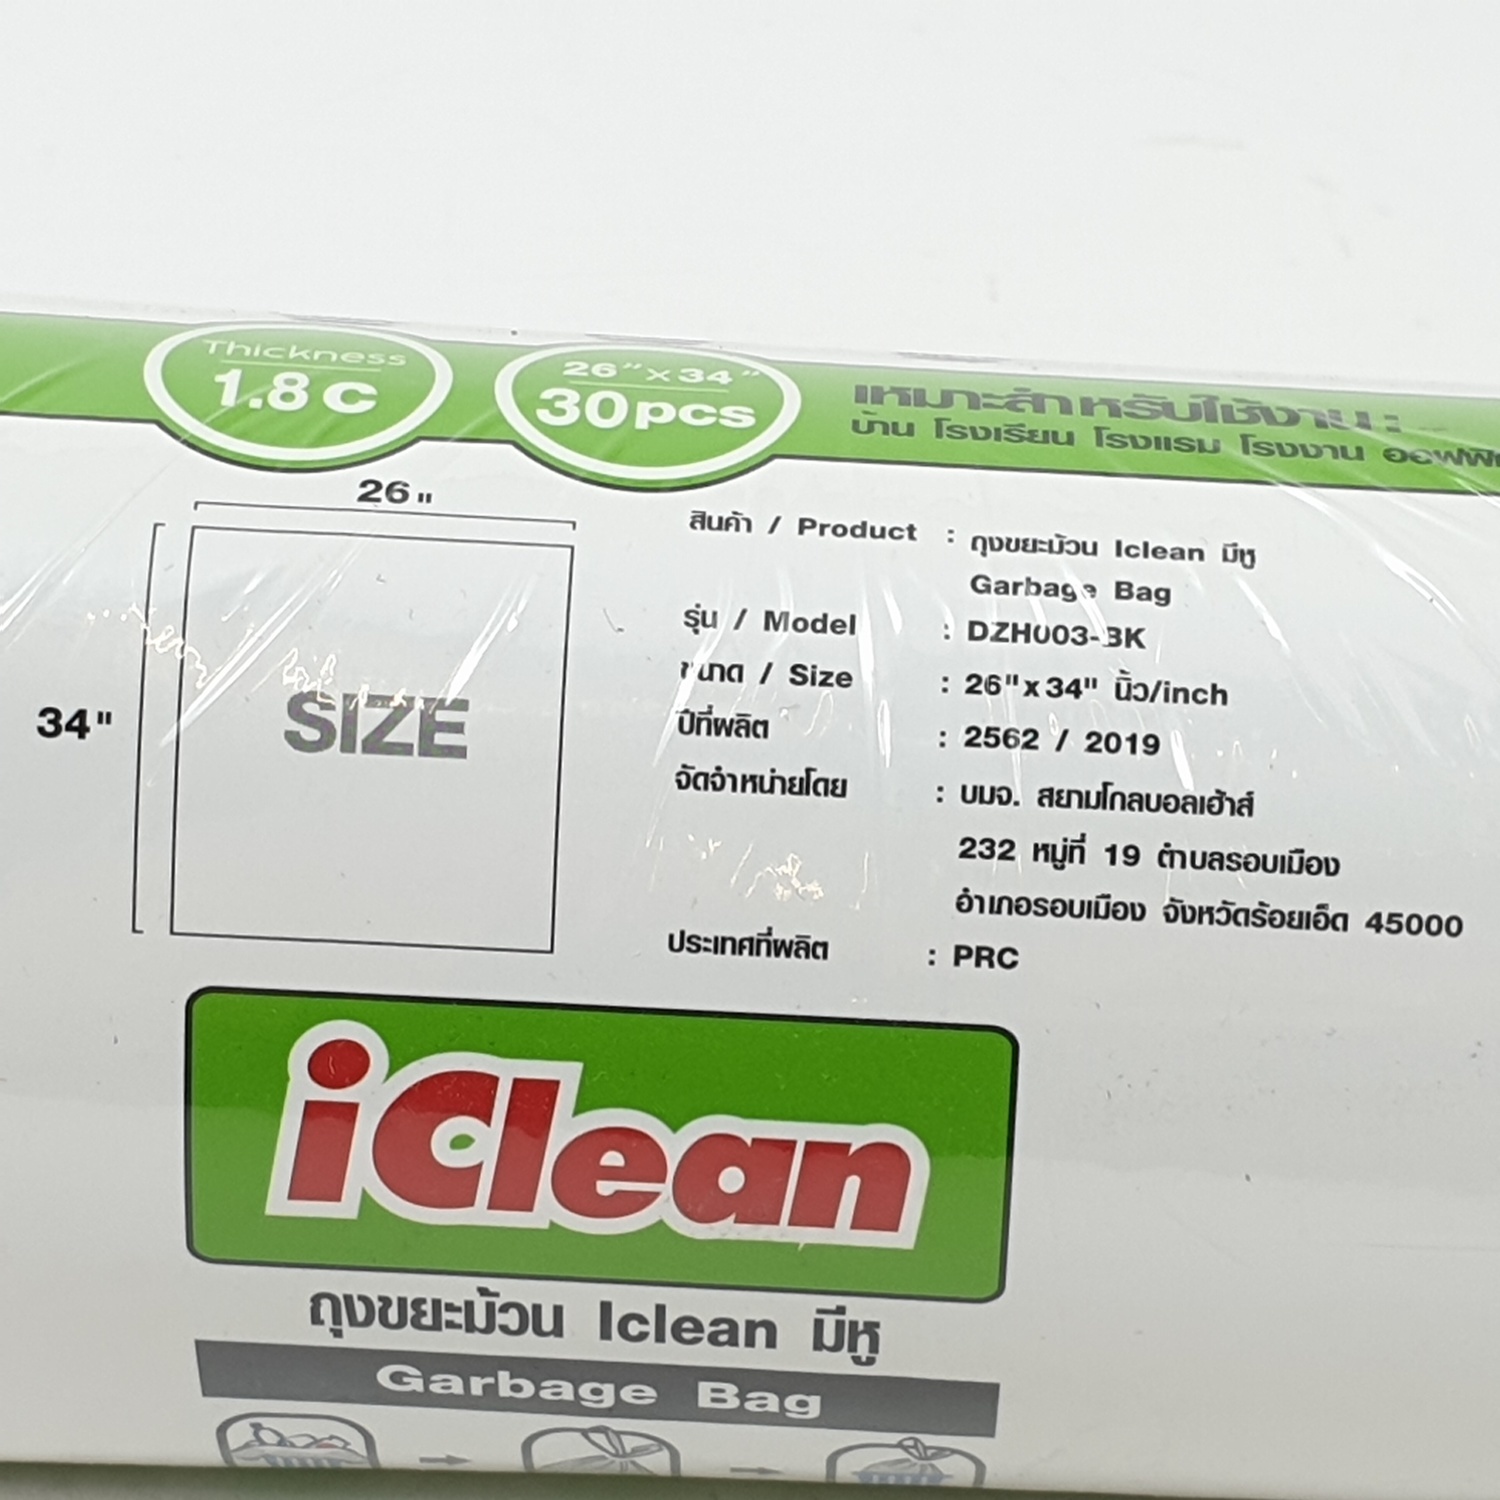 Thickness
1.8 C
26" x 34"
30pcs
เหมาะสำหรับใช้งาน :
บ้าน โรงเรียน โรงแรม โรงงาน
26"
34"
SIZE
สินค้า / Product : ถุงขยะม้วน Iclean มีหู
Garbage Bag
รุ่น / Model : DZH003-BK
ขนาด / Size : 26"x34" นิ้ว/inch
ปีที่ผลิต : 2562 / 2019
จัดจำหน่ายโดย : บมจ. สยามโกลบอลเฮ้าส์
232 หมู่ที่ 19 ตำบลรอบเมือง
อำเภอรอบเมือง จังหวัดร้อยเอ็ด 45000
ประเทศที่ผลิต : PRC
iClean
ถุงขยะม้วน Iclean มีหู
Garbage Bag